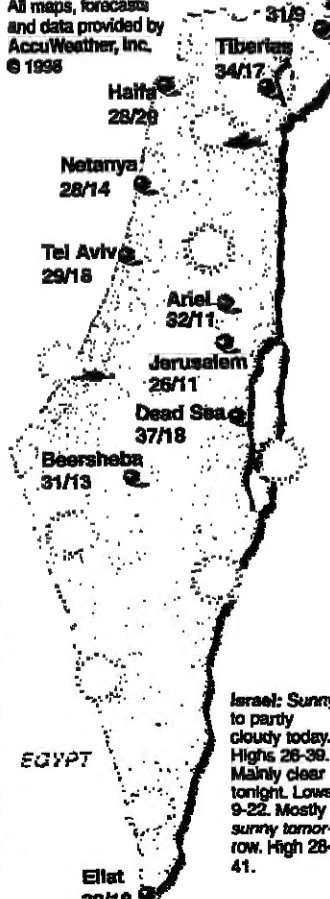 All maps, forecasts
and data provided by
AccuWeather, Inc.
© 1996
31/9
Tiberias
34/17
Haifa
28/20
Netanya
28/14
Tel Aviv
29/18
Ariel
32/11
Jerusalem
26/11
Dead Sea
37/18
Beersheba
31/13
EGYPT
Israel: Sunny
to partly
cloudy today.
Highs 26-39.
Mainly clear
tonight. Lows
9-22. Mostly
sunny tomor-
row. High 26-
41.
Eilat